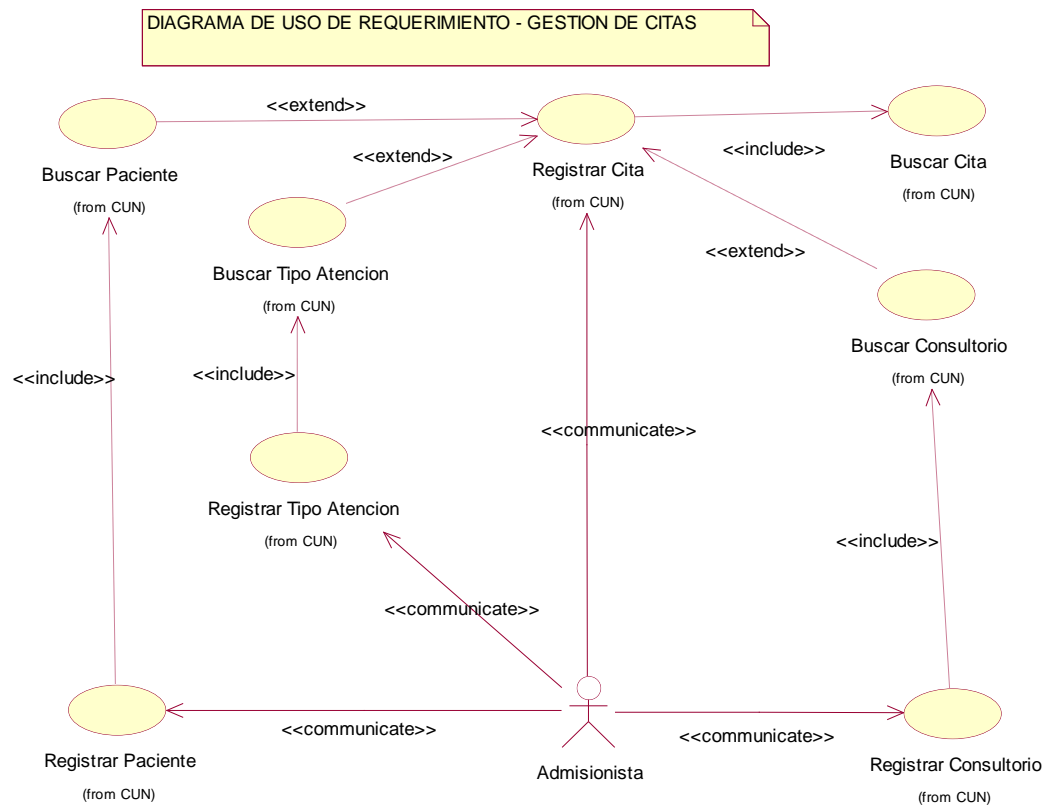 DIAGRAMA DE USO DE REQUERIMIENTO - GESTION DE CITAS
<<extend>>
Registrar Cita
(from CUN)
Buscar Paciente
(from CUN)
<<extend>>
<<include>>
Buscar Cita
(from CUN)
Buscar Tipo Atencion
(from CUN)
<<extend>>
Buscar Consultorio
(from CUN)
<<include>>
<<include>>
<<communicate>>
Registrar Tipo Atencion
(from CUN)
<<include>>
<<communicate>>
<<communicate>>
<<communicate>>
Registrar Paciente
(from CUN)
Admisionista
Registrar Consultorio
(from CUN)